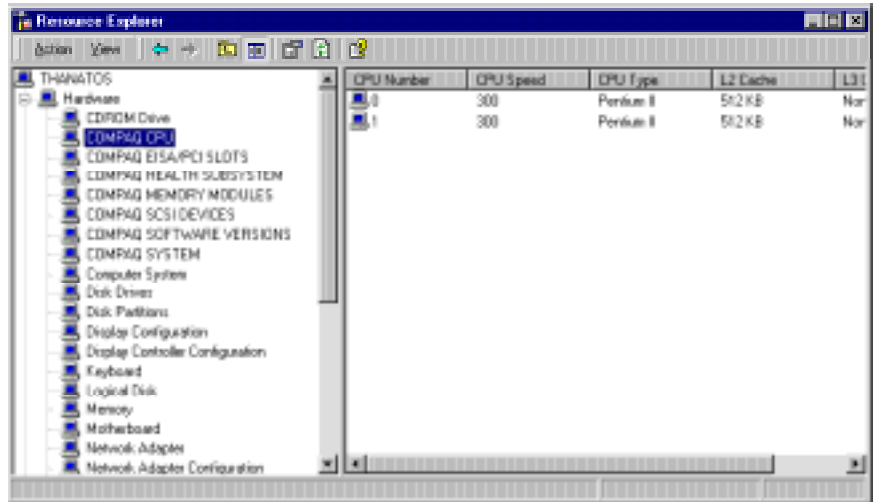 Resource Explorer
Action View
THANATOS
Hardware
CDROM Drive
COMPAQ CPU
COMPAQ EISA/PCI SLOTS
COMPAQ HEALTH SUBSYSTEM
COMPAQ MEMORY MODULES
COMPAQ SCSI DEVICES
COMPAQ SOFTWARE VERSIONS
COMPAQ SYSTEM
Computer System
Disk Drives
Disk Partitions
Display Configuration
Display Controller Configuration
Keyboard
Logical Disk
Memory
Motherboard
Network Adapter
Network Adapter Configuration
CPU Number CPU Speed CPU Type L2 Cache L3 C
0 300 Pentium II 512 KB Nor
1 300 Pentium II 512 KB Nor